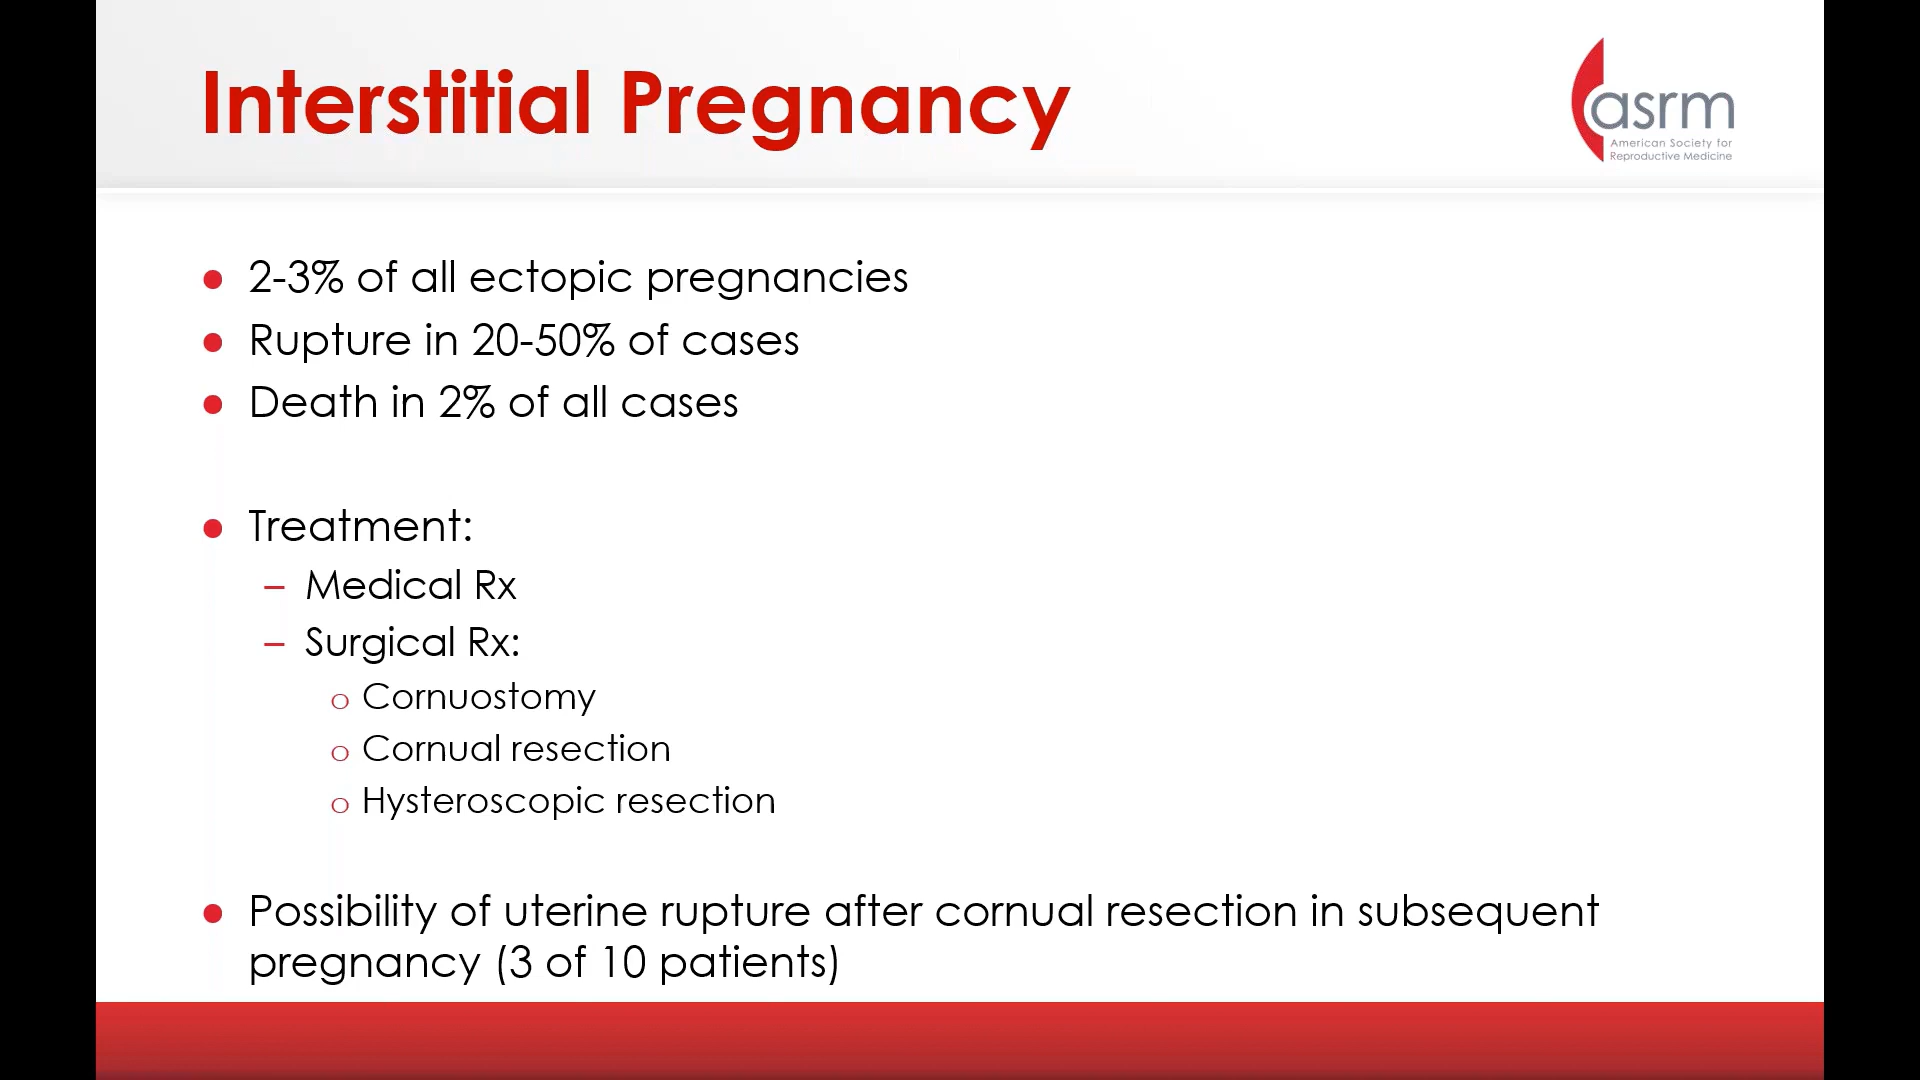 Interstitial Pregnancy
asrm
American Society for
Reproductive Medicine
● 2-3% of all ectopic pregnancies
● Rupture in 20-50% of cases
● Death in 2% of all cases
● Treatment:
– Medical Rx
– Surgical Rx:
o Cornuostomy
o Cornual resection
o Hysteroscopic resection
● Possibility of uterine rupture after cornual resection in subsequent
pregnancy (3 of 10 patients)